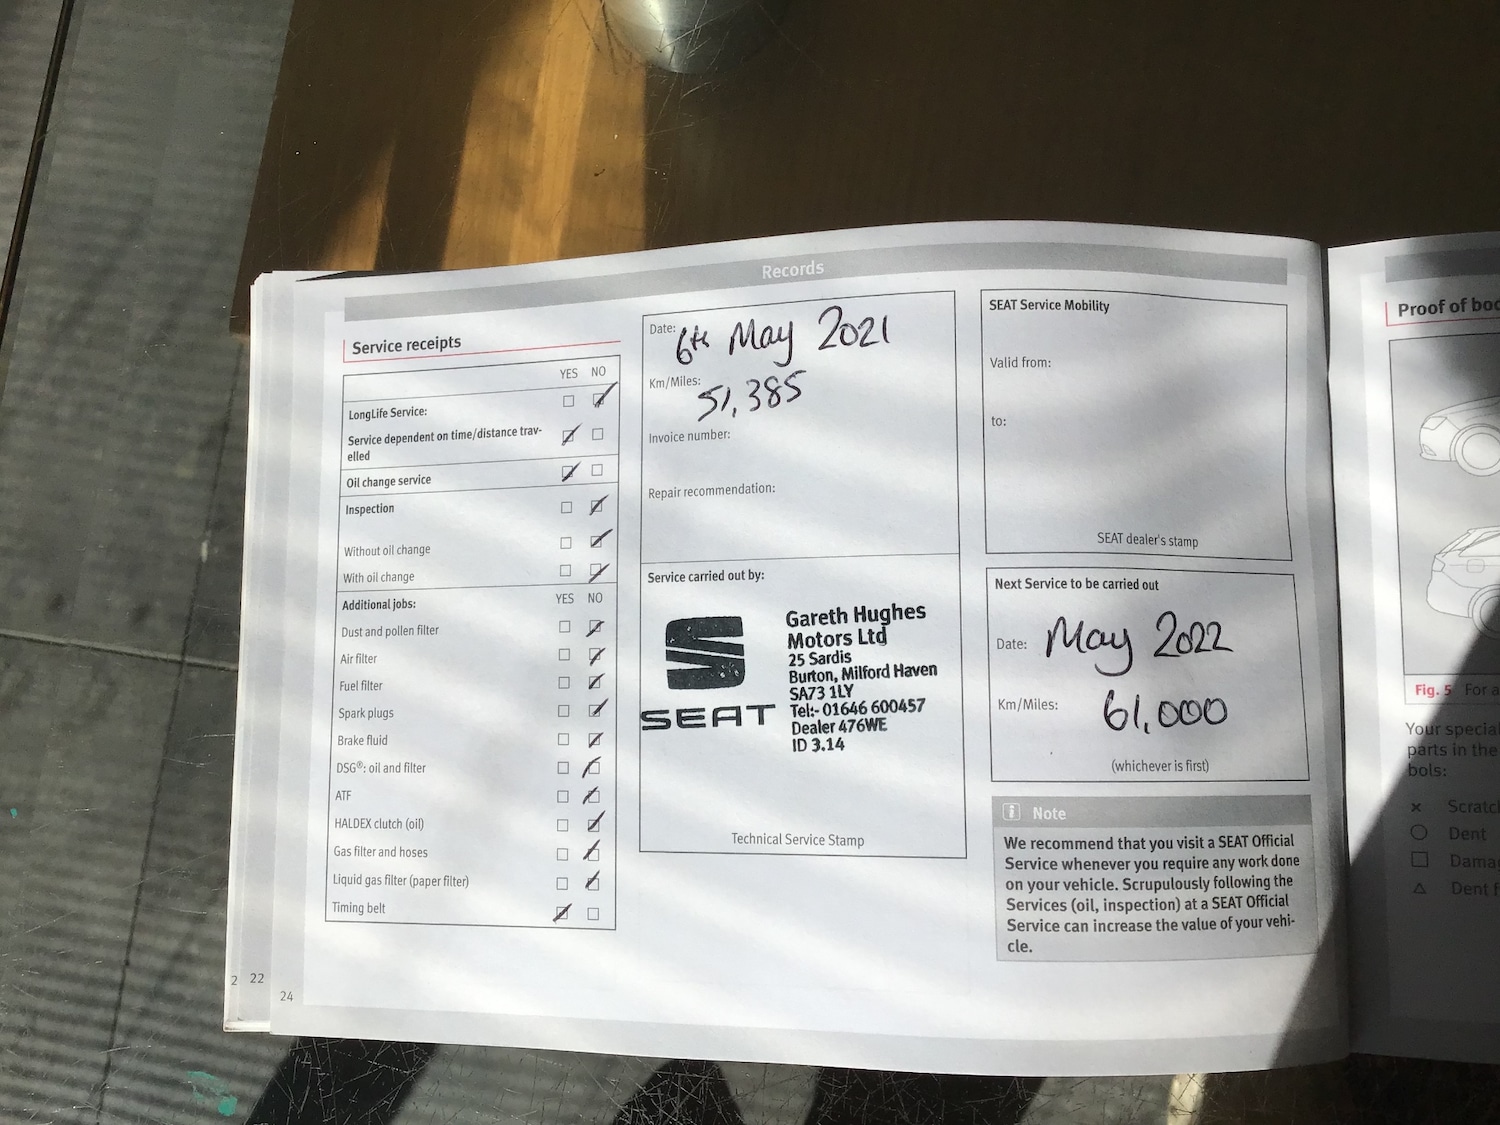 Records
Service receipts
YES NO
LongLife Service:
Service dependent on time/distance trav-
elled
Oil change service
Inspection
Without oil change
With oil change
Additional jobs: YES NO
Dust and pollen filter
Air filter
Fuel filter
Spark plugs
Brake fluid
DSG®: oil and filter
ATF
HALDEX clutch (oil)
Gas filter and hoses
Liquid gas filter (paper filter)
Timing belt
2 22
24
Date: 6th May 2021
Km/Miles: 51,385
Invoice number:
Repair recommendation:
Service carried out by:
SEAT
Gareth Hughes
Motors Ltd
25 Sardis
Burton, Milford Haven
SA73 1LY
Tel:- 01646 600457
Dealer 476WE
ID 3.14
Technical Service Stamp
SEAT Service Mobility
Valid from:
to:
SEAT dealer's stamp
Next Service to be carried out
Date: May 2022
Km/Miles: 61,000
(whichever is first)
i Note
We recommend that you visit a SEAT Official
Service whenever you require any work done
on your vehicle. Scrupulously following the
Services (oil, inspection) at a SEAT Official
Service can increase the value of your vehi-
cle.
Proof of
Fig. 5 For a
Your
parts in the
bols:
× 
○ Dent
□
△ Dent